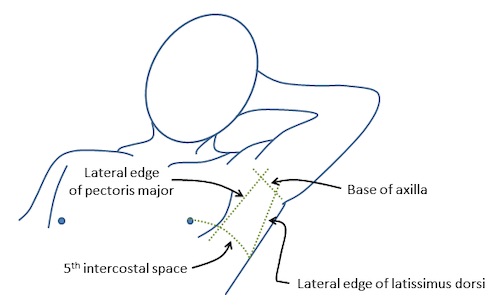 Lateral edge
of pectoris major
Base of axilla
5th intercostal space
Lateral edge of latissimus dorsi